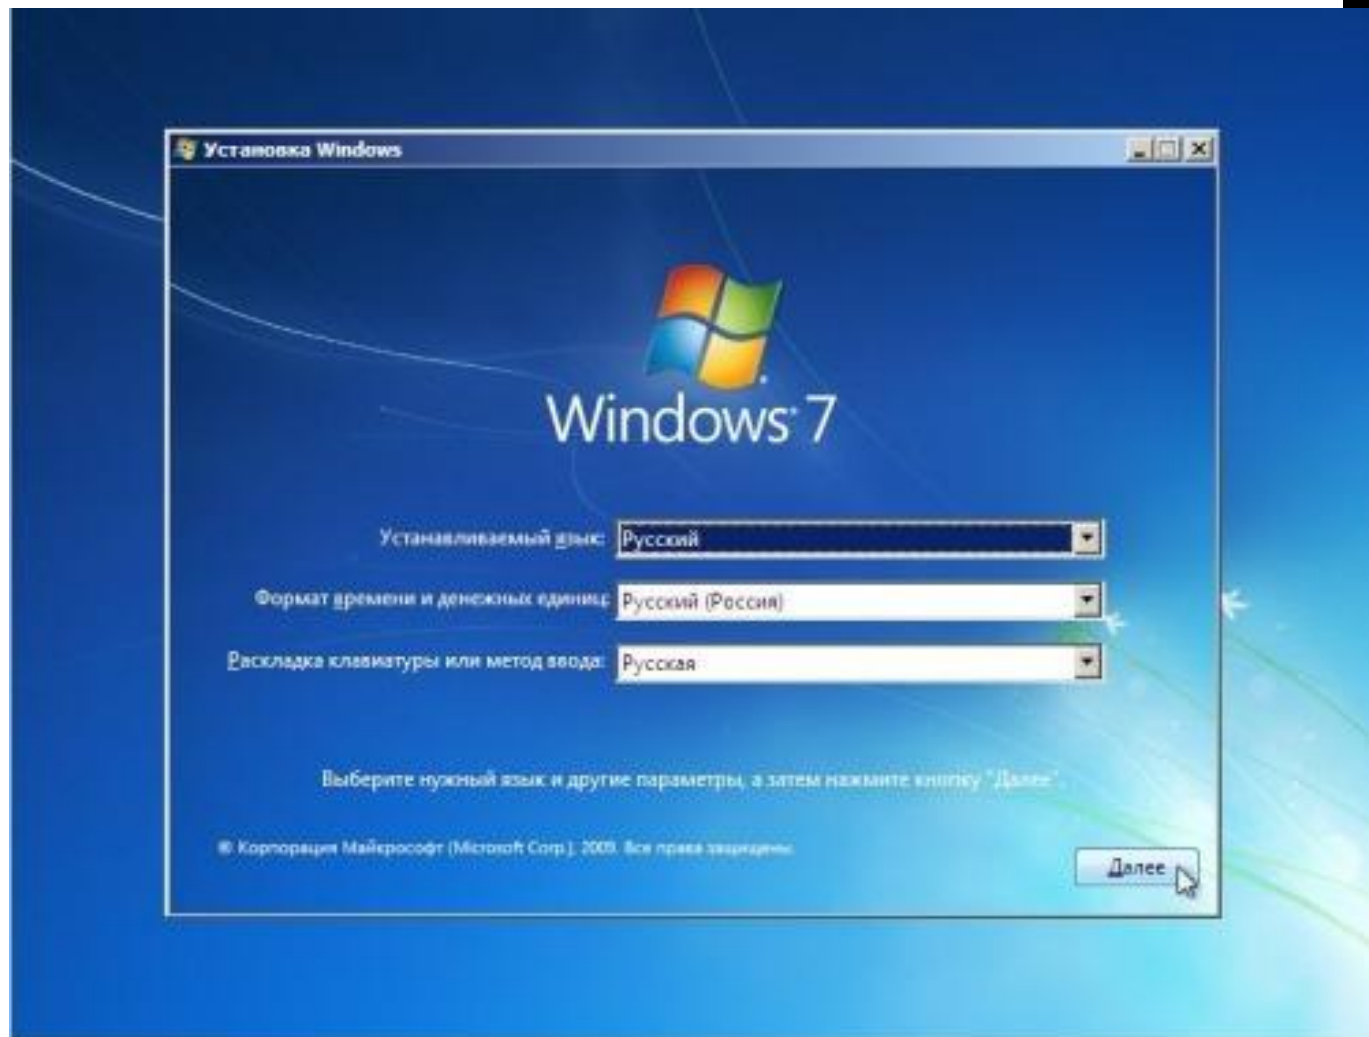 Установка Windows
Windows 7
Устанавливаемый язык: Русский
Формат времени и денежных единиц: Русский (Россия)
Раскладка клавиатуры или метод ввода: Русская
Выберите нужный язык и другие параметры, а затем нажмите кнопку "Далее".
© Корпорация Майкрософт (Microsoft Corp.), 2009. Все права защищены.
Далее